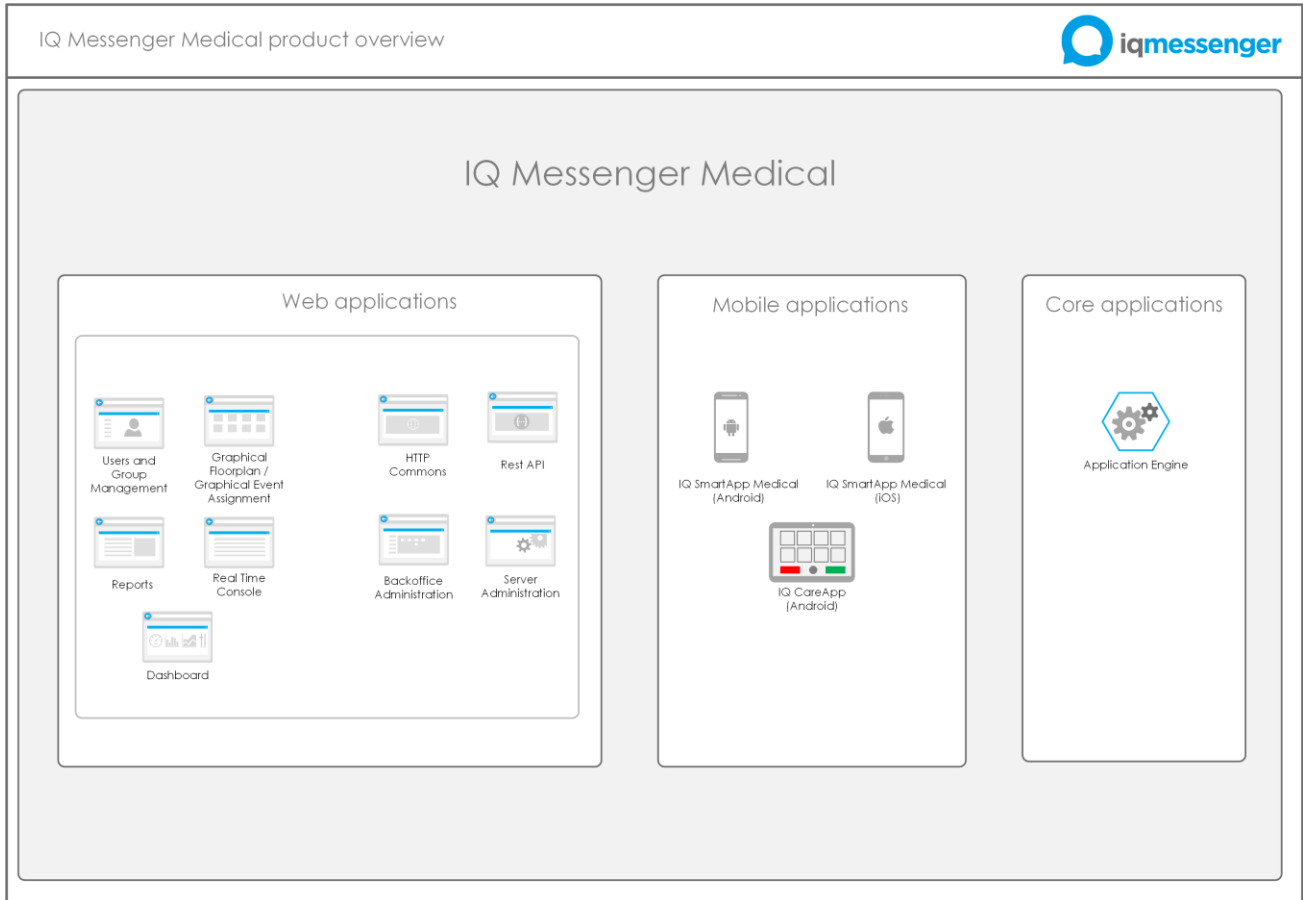 IQ Messenger Medical product overview
iqmessenger
IQ Messenger Medical
Web applications
Users and
Group
Management
Graphical
Floorplan /
Graphical Event
Assignment
HTTP
Commons
Rest API
Reports
Real Time
Console
Backoffice
Administration
Server
Administration
Dashboard
Mobile applications
IQ SmartApp Medical
(Android)
IQ SmartApp Medical
(iOS)
IQ CareApp
(Android)
Core applications
Application Engine